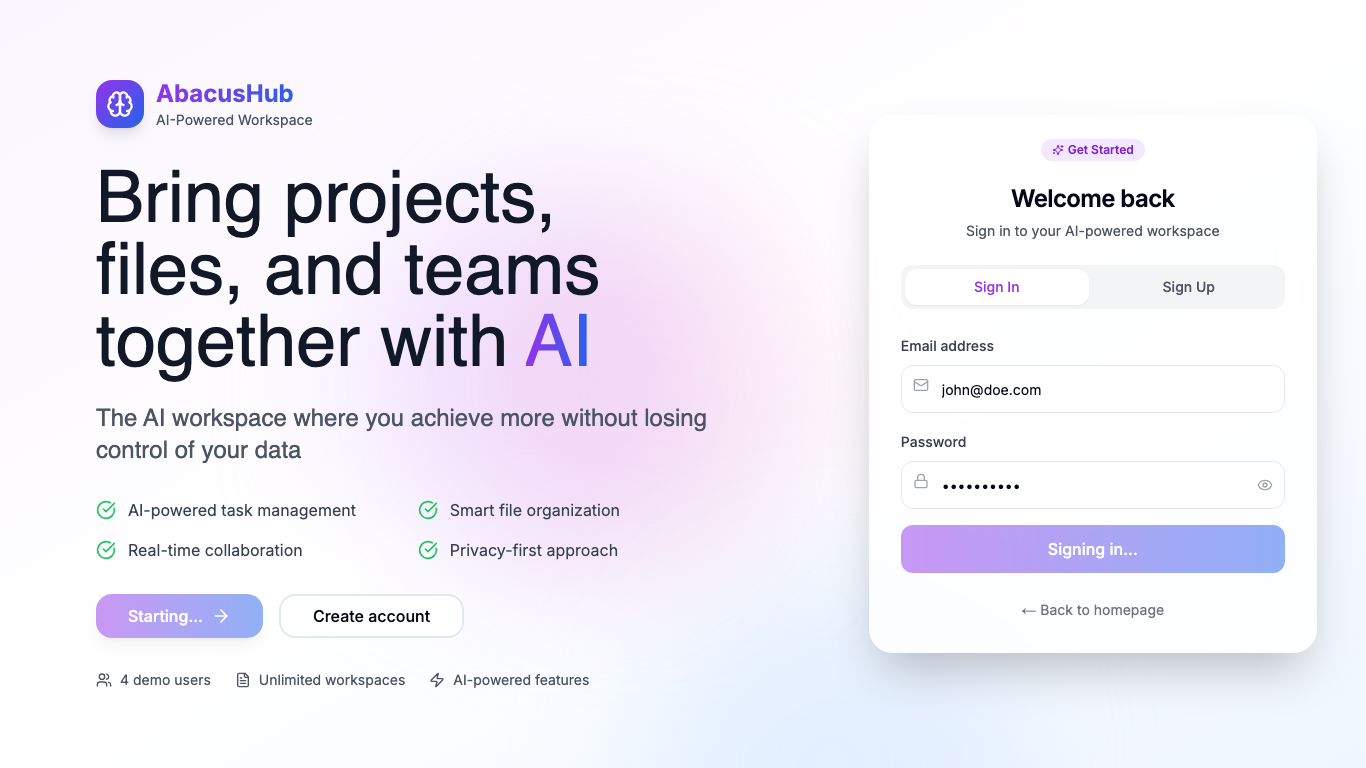 AbacusHub
AI-Powered Workspace
Bring projects,
files, and teams
together with AI
The AI workspace where you achieve more without losing
control of your data
AI-powered task management
Smart file organization
Real-time collaboration
Privacy-first approach
Starting...
Create account
4 demo users
Unlimited workspaces
AI-powered features
Get Started
Welcome back
Sign in to your AI-powered workspace
Sign In
Sign Up
Email address
john@doe.com
Password
••••••••••
Signing in...
← Back to homepage